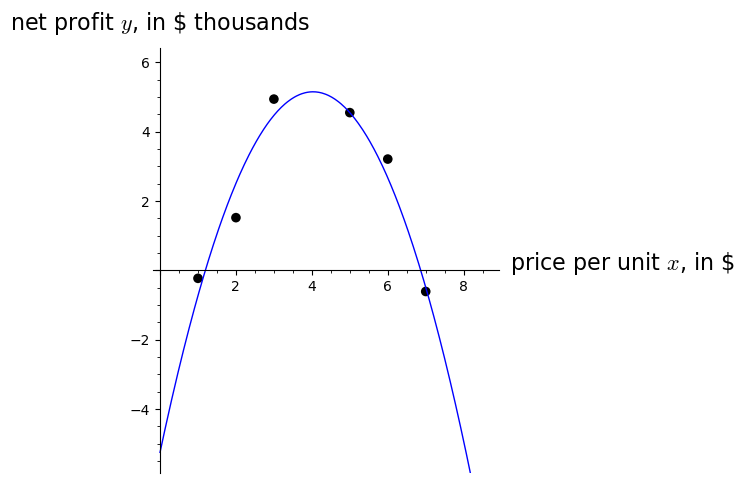 net profit y, in $ thousands
6
4
2
−2
−4
2 4 6 8
price per unit x, in $